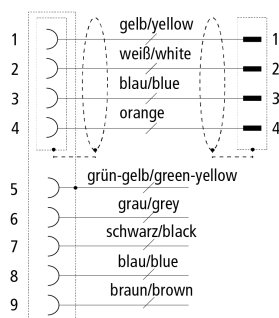 gelb/yellow
1 1
weiß/white
2 2
blau/blue
3 3
orange
4 4
grün-gelb/green-yellow
5
grau/grey
6
schwarz/black
7
blau/blue
8
braun/brown
9